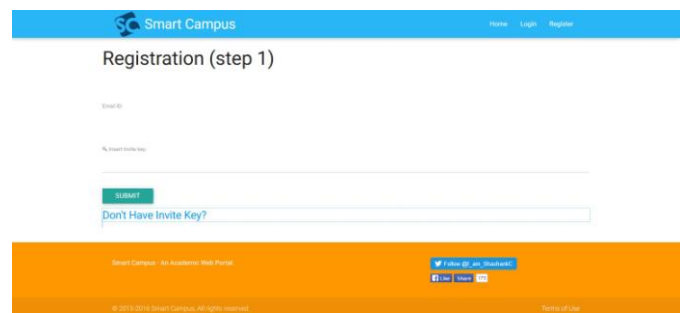 SC Smart Campus
Home Login Register
Registration (step 1)
Email ID
Insert Invite key
SUBMIT
Don't Have Invite Key?
Smart Campus - An Academic Web Portal.
Follow @I_am_ShashankC
Like Share
© 2015-2016 Smart Campus, All rights reserved
Terms of Use